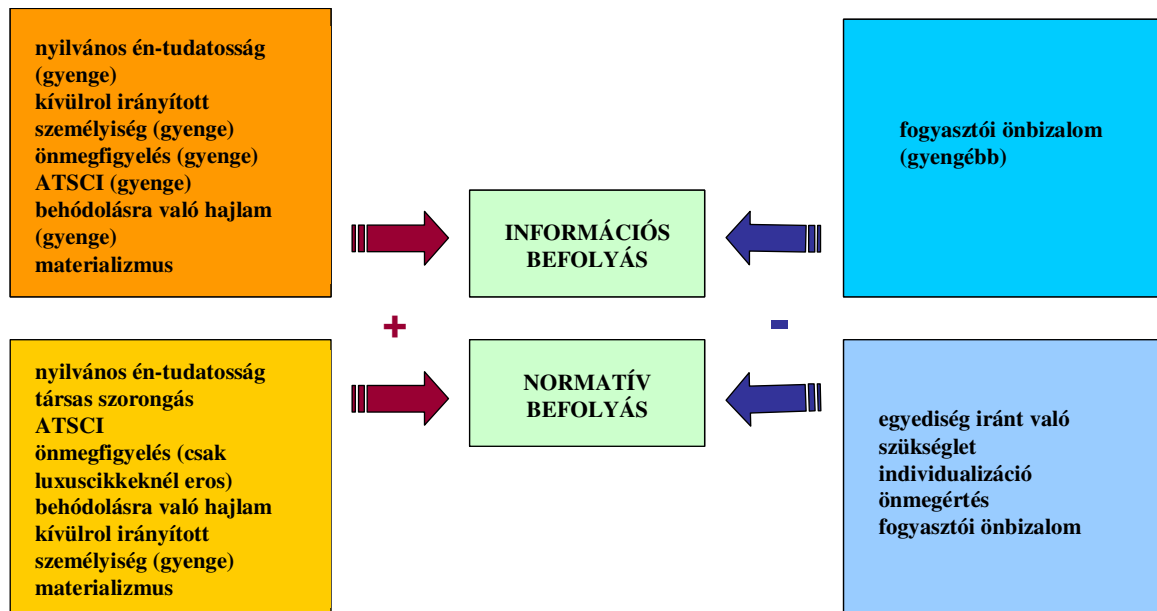 nyilvános én-tudatosság
(gyenge)
kívülrol irányított
személyiség (gyenge)
önmegfigyelés (gyenge)
ATSCI (gyenge)
behódolásra való hajlam
(gyenge)
materializmus
INFORMÁCIÓS
BEFOLYÁS
fogyasztói önbizalom
(gyengébb)
+
-
nyilvános én-tudatosság
társas szorongás
ATSCI
önmegfigyelés (csak
luxuscikkeknél eros)
behódolásra való hajlam
kívülrol irányított
személyiség (gyenge)
materializmus
NORMATÍV
BEFOLYÁS
egyediség iránt való
szükséglet
individualizáció
önmegértés
fogyasztói önbizalom